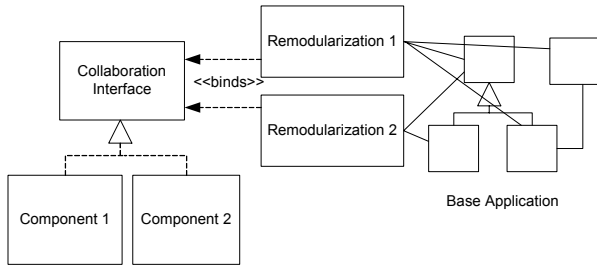 Remodularization 1
Collaboration
Interface
<<binds>>
Remodularization 2
Component 1
Component 2
Base Application